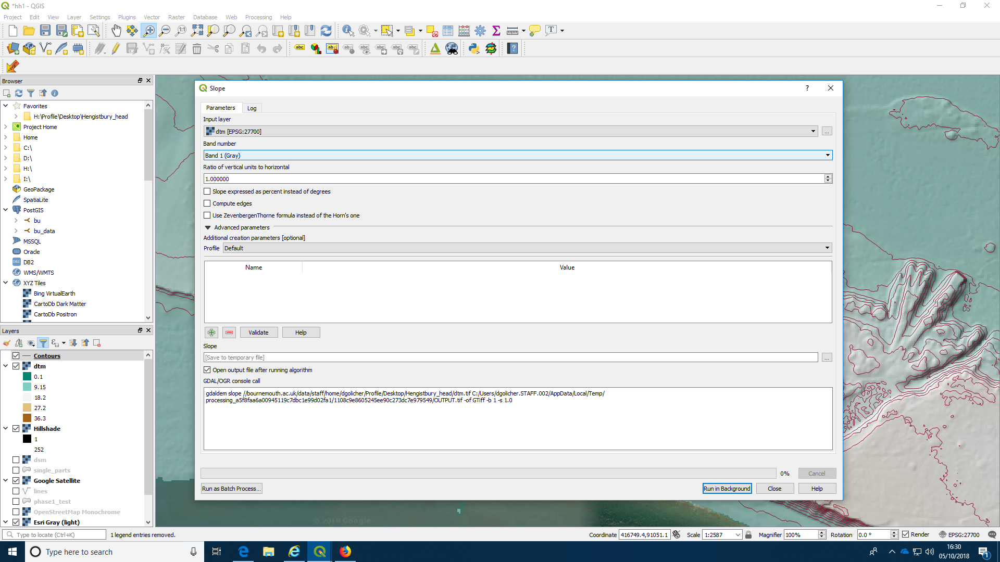 *hh1 - QGIS
Project Edit View Layer Settings Plugins Vector Raster Database Web Processing Help
Browser
Favorites
H:\Profile\Desktop\Hengistbury_head
Project Home
Home
C:\
D:\
H:\
I:\
GeoPackage
SpatiaLite
PostGIS
bu
bu_data
MSSQL
Oracle
DB2
WMS/WMTS
XYZ Tiles
Bing VirtualEarth
CartoDb Dark Matter
CartoDb Positron
Layers
Contours
dtm
0.1
9.15
18.2
27.2
36.3
Hillshade
1
252
dsm
single_parts
Google Satellite
lines
phase1_test
OpenStreetMap Monochrome
Esri Gray (light)
Slope
Parameters Log
Input layer
dtm [EPSG:27700]
...
Band number
Band 1 (Gray)
Ratio of vertical units to horizontal
1.000000
Slope expressed as percent instead of degrees
Compute edges
Use ZevenbergenThorne formula instead of the Horn's one
Advanced parameters
Additional creation parameters [optional]
Profile Default
Name Value
Validate Help
Slope
[Save to temporary file]
...
Open output file after running algorithm
GDAL/OGR console call
gdaldem slope //bournemouth.ac.uk/data/staff/home/dgolicher/Profile/Desktop/Hengistbury_head/dtm.tif C:/Users/dgolicher.STAFF.002/AppData/Local/Temp/
processing_a5f8faa6a00945119c7dbc1e99d02fa1/1108c9e8605245ee90c273dc7e979549/OUTPUT.tif -of GTiff -b 1 -s 1.0
0% Cancel
Run as Batch Process... Run in Background Close Help
© 2018 Google
Type to locate (Ctrl+K) 1 legend entries removed. Coordinate 416749.4,91051.1 Scale 1:2587 Magnifier 100% Rotation 0.0 ° Render EPSG:27700
Type here to search
16:30
05/10/2018
1